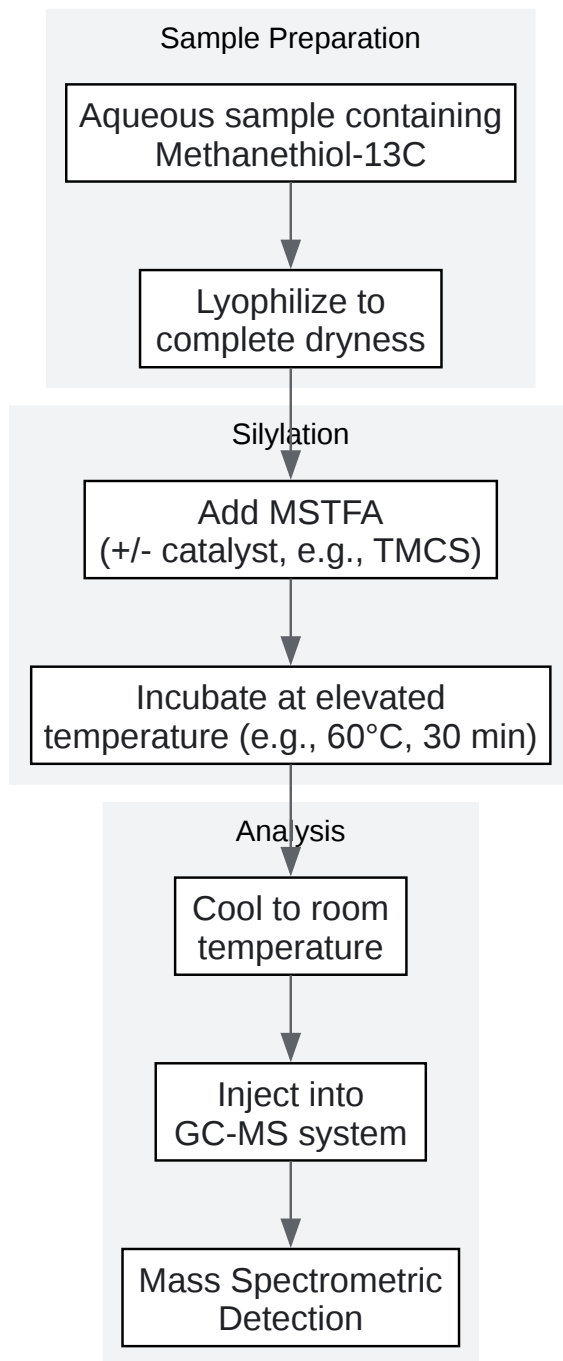 Sample Preparation
Aqueous sample containing
Methanethiol-13C
Lyophilize to
complete dryness
Silylation
Add MSTFA
(+/- catalyst, e.g., TMCS)
Incubate at elevated
temperature (e.g., 60°C, 30 min)
Analysis
Cool to room
temperature
Inject into
GC-MS system
Mass Spectrometric
Detection